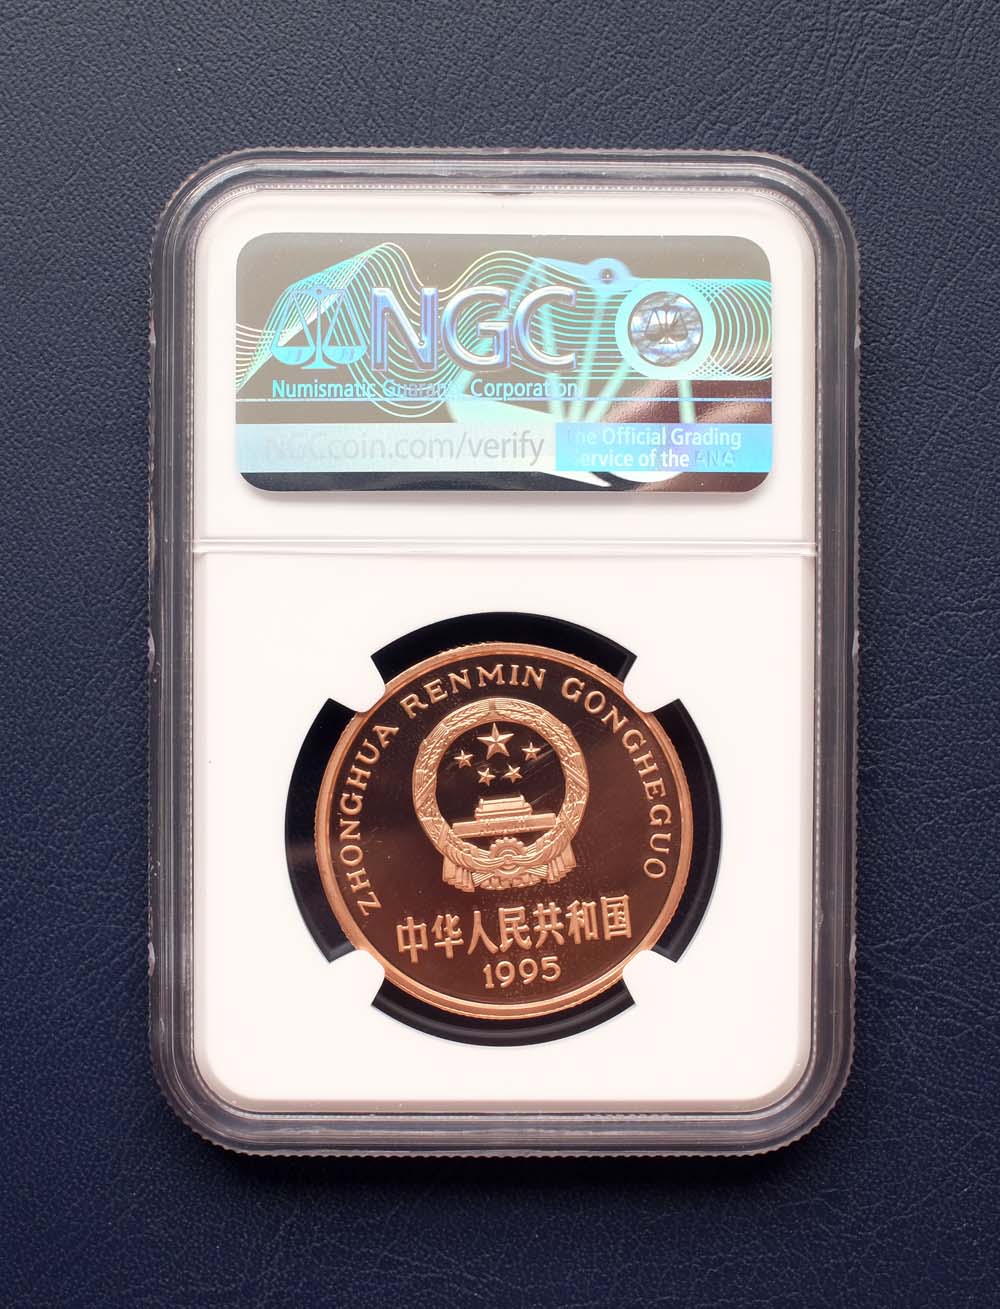 NGC
Numismatic Guaranty Corporation
NGCcoin.com/verify
The Official Grading
Service of the ANA
ZHONGHUA RENMIN GONGHEGUO
中华人民共和国
1995